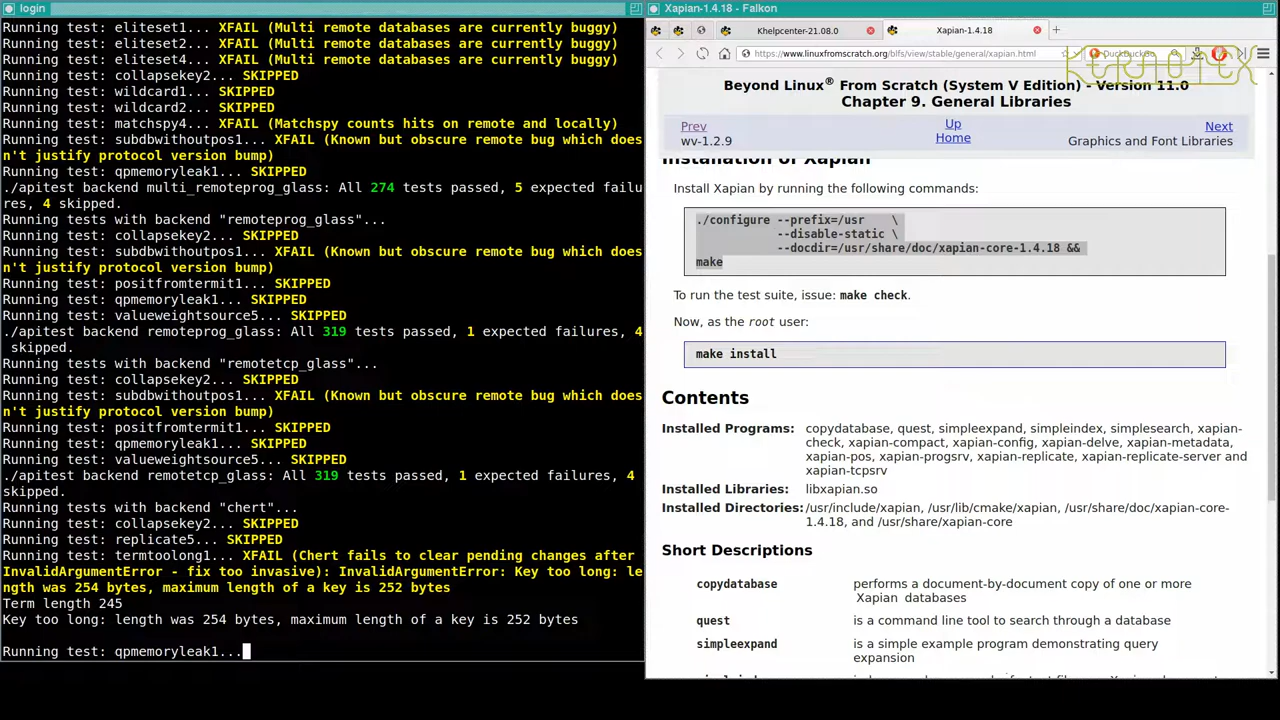 login
Running test: eliteset1... XFAIL (Multi remote databases are currently buggy)
Running test: eliteset2... XFAIL (Multi remote databases are currently buggy)
Running test: eliteset4... XFAIL (Multi remote databases are currently buggy)
Running test: collapsekey2... SKIPPED
Running test: wildcard1... SKIPPED
Running test: wildcard2... SKIPPED
Running test: matchspy4... XFAIL (Matchspy counts hits on remote and locally)
Running test: subdbwithoutpos1... XFAIL (Known but obscure remote bug which does
n't justify protocol version bump)
Running test: qpmemoryleak1... SKIPPED
./apitest backend multi_remoteprog_glass: All 274 tests passed, 5 expected failu
res, 4 skipped.
Running tests with backend "remoteprog_glass"...
Running test: collapsekey2... SKIPPED
Running test: subdbwithoutpos1... XFAIL (Known but obscure remote bug which does
n't justify protocol version bump)
Running test: positfromtermit1... SKIPPED
Running test: qpmemoryleak1... SKIPPED
Running test: valueweightsource5... SKIPPED
./apitest backend remoteprog_glass: All 319 tests passed, 1 expected failures, 4
skipped.
Running tests with backend "remotetcp_glass"...
Running test: collapsekey2... SKIPPED
Running test: subdbwithoutpos1... XFAIL (Known but obscure remote bug which does
n't justify protocol version bump)
Running test: positfromtermit1... SKIPPED
Running test: qpmemoryleak1... SKIPPED
Running test: valueweightsource5... SKIPPED
./apitest backend remotetcp_glass: All 319 tests passed, 1 expected failures, 4
skipped.
Running tests with backend "chert"...
Running test: collapsekey2... SKIPPED
Running test: replicate5... SKIPPED
Running test: termtoolong1... XFAIL (Chert fails to clear pending changes after
InvalidArgumentError - fix too invasive): InvalidArgumentError: Key too long: le
ngth was 254 bytes, maximum length of a key is 252 bytes
Term length 245
Key too long: length was 254 bytes, maximum length of a key is 252 bytes
Running test: qpmemoryleak1...
Xapian-1.4.18 - Falkon
Khelpcenter-21.08.0
Xapian-1.4.18
https://www.linuxfromscratch.org/blfs/view/stable/general/xapian.html
KERNOTEX
Beyond Linux® From Scratch (System V Edition) - Version 11.0
Chapter 9. General Libraries
Prev Up Next
wv-1.2.9 Home Graphics and Font Libraries
Installation of Xapian
Install Xapian by running the following commands:
./configure --prefix=/usr \
--disable-static \
--docdir=/usr/share/doc/xapian-core-1.4.18 &&
make
To run the test suite, issue: make check.
Now, as the root user:
make install
Contents
Installed Programs: copydatabase, quest, simpleexpand, simpleindex, simplesearch, xapian-
check, xapian-compact, xapian-config, xapian-delve, xapian-metadata,
xapian-pos, xapian-progsrv, xapian-replicate, xapian-replicate-server and
xapian-tcpsrv
Installed Libraries: libxapian.so
Installed Directories: /usr/include/xapian, /usr/lib/cmake/xapian, /usr/share/doc/xapian-core-
1.4.18, and /usr/share/xapian-core
Short Descriptions
copydatabase performs a document-by-document copy of one or more
Xapian databases
quest is a command line tool to search through a database
simpleexpand is a simple example program demonstrating query
expansion